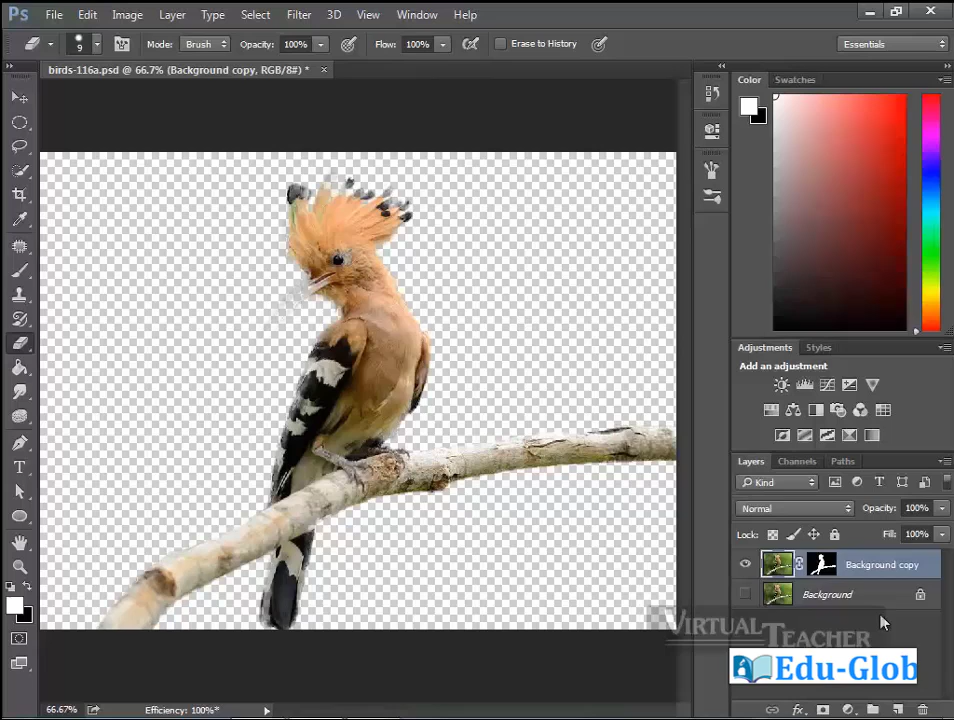 Ps File Edit Image Layer Type Select Filter 3D View Window Help
9 Mode: Brush Opacity: 100% Flow: 100% Erase to History Essentials
birds-116a.psd @ 66.7% (Background copy, RGB/8#) * ×
Color Swatches
Adjustments Styles
Add an adjustment
Layers Channels Paths
Kind
Normal Opacity: 100%
Lock: Fill: 100%
Background copy
Background
VIRTUALTEACHER
Edu-Glob
66.67% Efficiency: 100%*